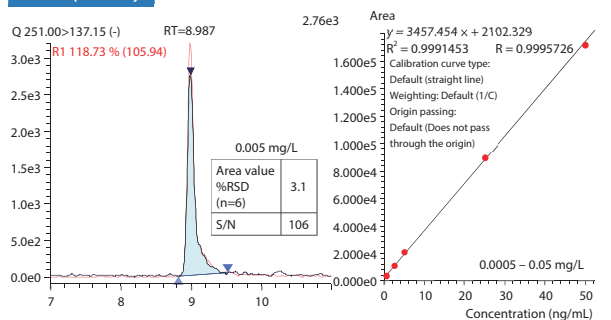 Q 251.00>137.15 (-)
RT=8.987
2.76e3
R1 118.73 % (105.94)
3.0e3
2.5e3
2.0e3
1.5e3
1.0e3
5.0e2
0.0e0
0.005 mg/L
Area value
%RSD
(n=6)
3.1
S/N
106
7
8
9
10
Area
y = 3457.454 x + 2102.329
R² = 0.9991453
R = 0.9995726
Calibration curve type:
Default (straight line)
Weighting: Default (1/C)
Origin passing:
Default (Does not pass
through the origin)
1.600e5
1.400e5
1.200e5
1.000e5
8.000e4
6.000e4
4.000e4
2.000e4
0.000e0
0.0005 – 0.05 mg/L
0
10
20
30
40
50
Concentration (ng/mL)